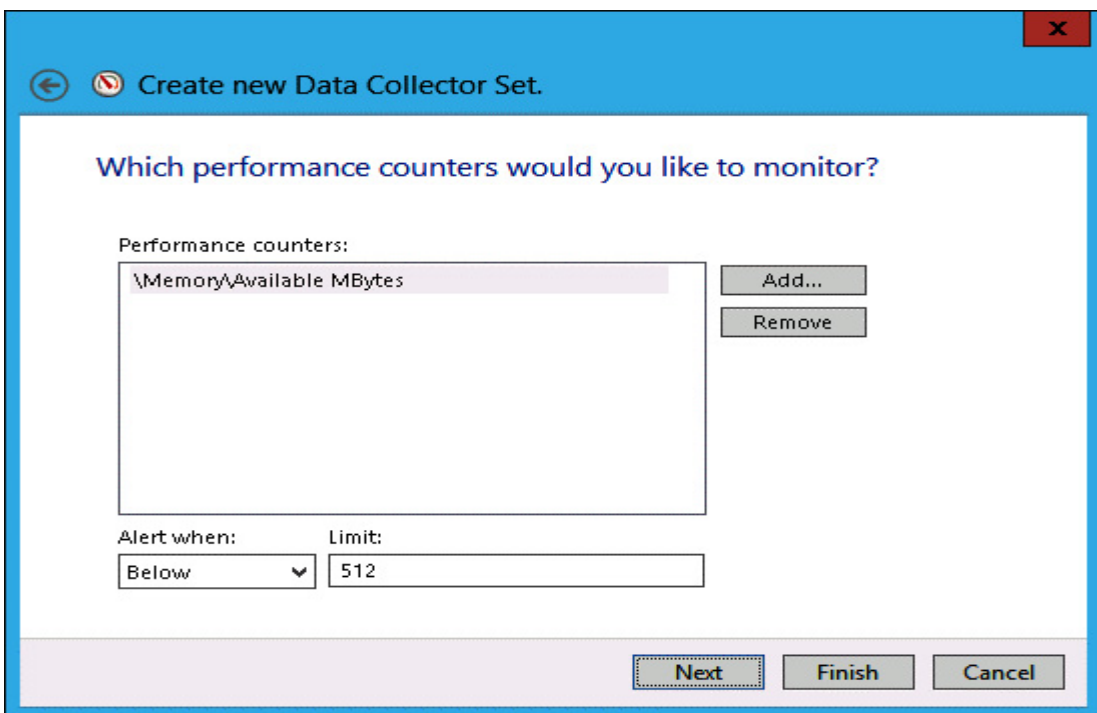 x
Create new Data Collector Set.
Which performance counters would you like to monitor?
Performance counters:
\Memory\Available MBytes
Add...
Remove
Alert when:
Limit:
Below
512
Next
Finish
Cancel